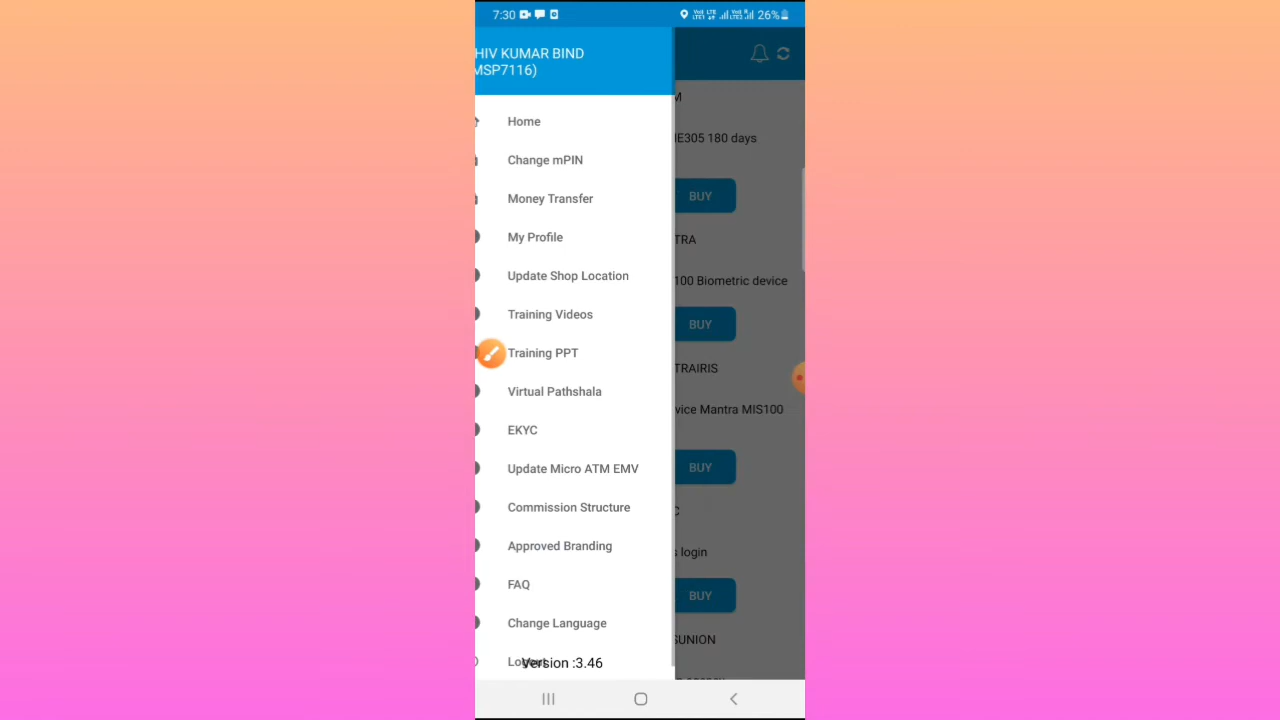 7:30
26%
HIV KUMAR BIND
MSP7116)
Home
Change mPIN
Money Transfer
My Profile
Update Shop Location
Training Videos
Training PPT
Virtual Pathshala
EKYC
Update Micro ATM EMV
Commission Structure
Approved Branding
FAQ
Change Language
Version :3.46
M
IE305 180 days
BUY
TRA
100 Biometric device
BUY
TRAIRIS
vice Mantra MIS100
BUY
s login
BUY
SUNION